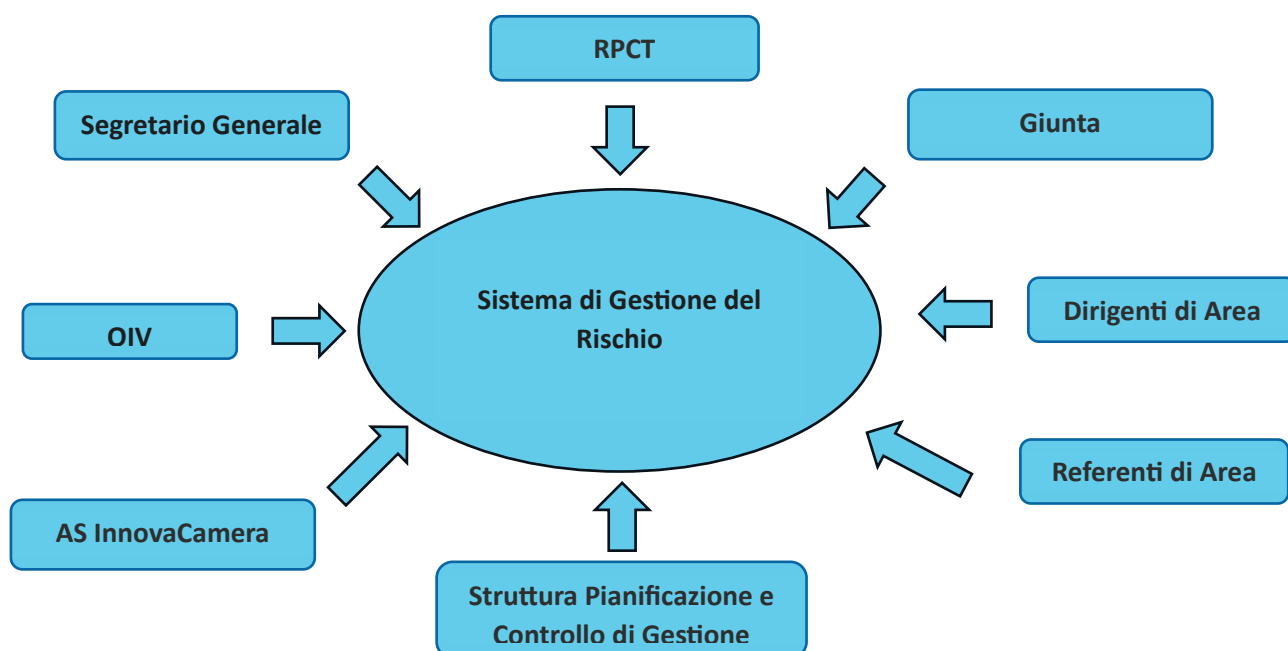 RPCT
Segretario Generale
Giunta
Sistema di Gestione del
Rischio
OIV
Dirigenti di Area
Referenti di Area
AS InnovaCamera
Struttura Pianificazione e
Controllo di Gestione